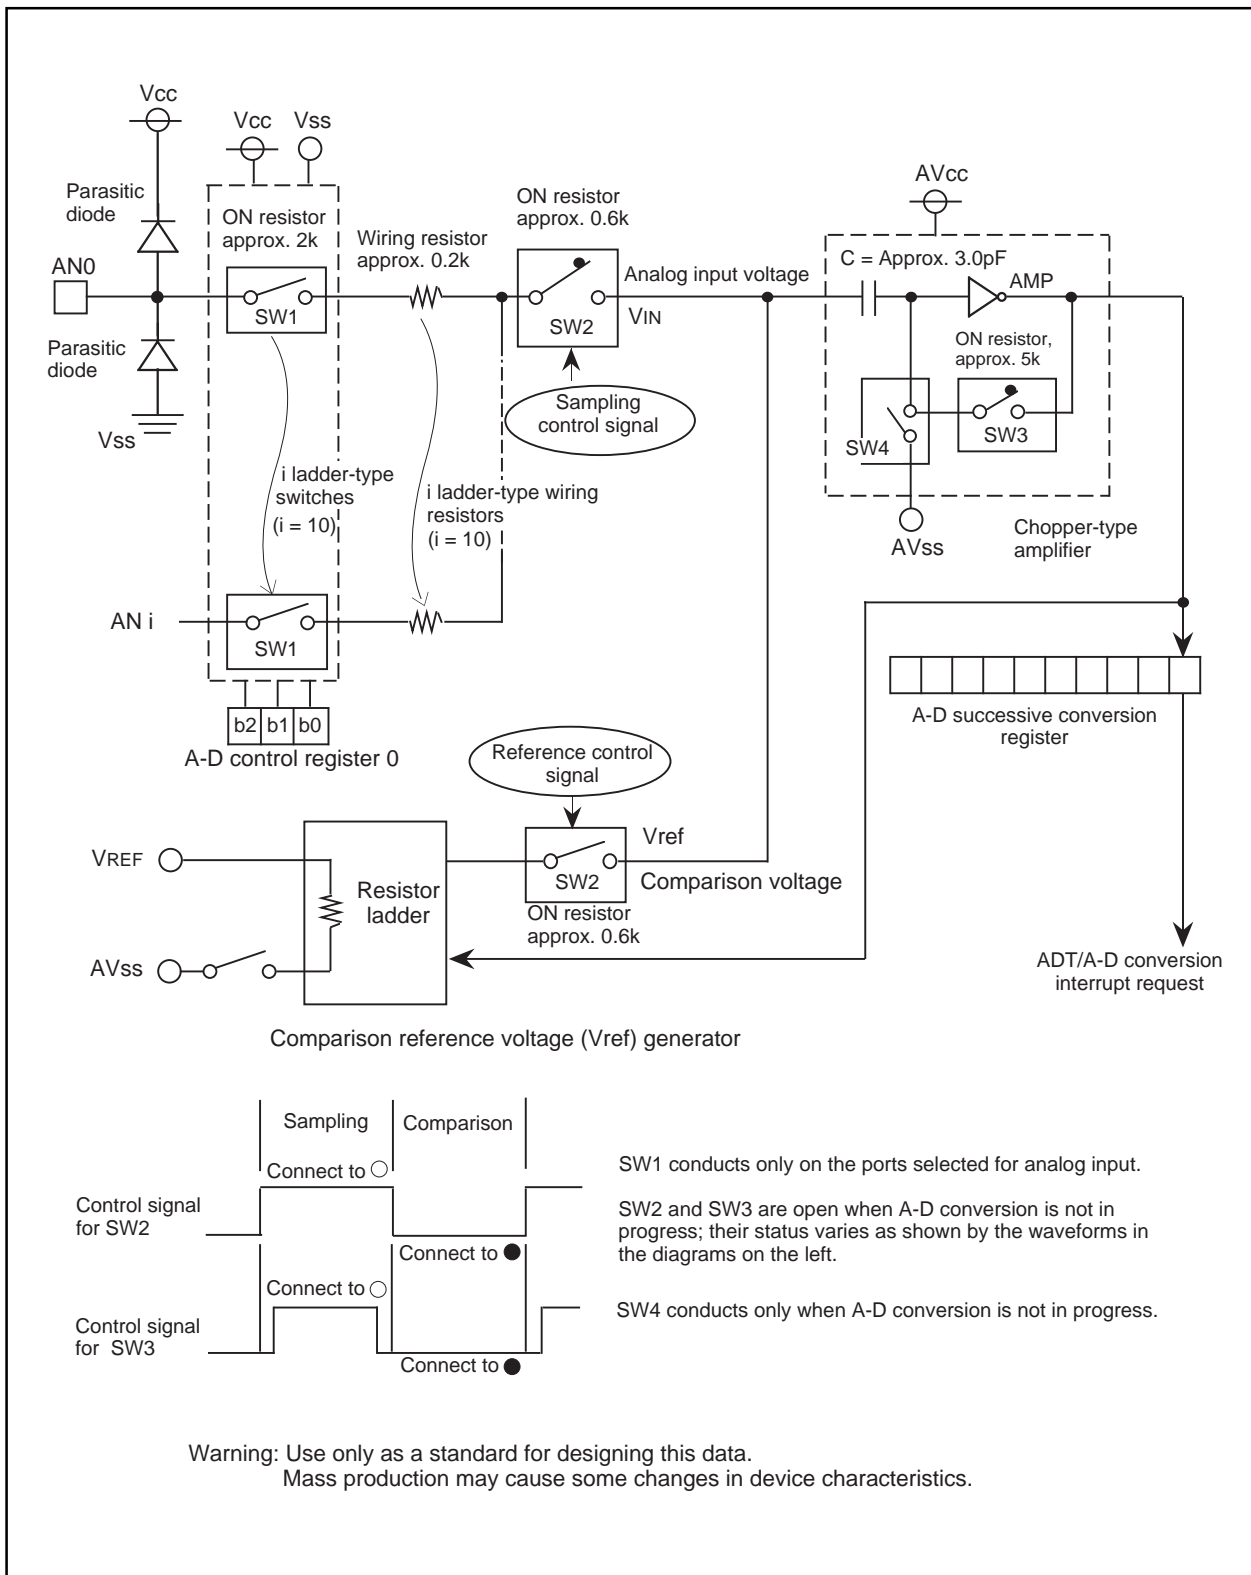 Vcc
Vcc
Vss
Parasitic
diode
ON resistor
approx. 2k
Wiring resistor
approx. 0.2k
ON resistor
approx. 0.6k
AVcc
AN0
SW1
SW2
Analog input voltage
VIN
C = Approx. 3.0pF
AMP
Parasitic
diode
Vss
Sampling
control signal
ON resistor,
approx. 5k
SW4
SW3
i ladder-type
switches
(i = 10)
i ladder-type wiring
resistors
(i = 10)
AVss
Chopper-type
amplifier
AN i
SW1
b2
b1
b0
A-D control register 0
A-D successive conversion
register
Reference control
signal
VREF
Resistor
ladder
SW2
Vref
Comparison voltage
ON resistor
approx. 0.6k
AVss
ADT/A-D conversion
interrupt request
Comparison reference voltage (Vref) generator
Sampling
Comparison
Connect to
Control signal
for SW2
Connect to
Connect to
Control signal
for SW3
Connect to
SW1 conducts only on the ports selected for analog input.
SW2 and SW3 are open when A-D conversion is not in
progress; their status varies as shown by the waveforms in
the diagrams on the left.
SW4 conducts only when A-D conversion is not in progress.
Warning: Use only as a standard for designing this data.
Mass production may cause some changes in device characteristics.